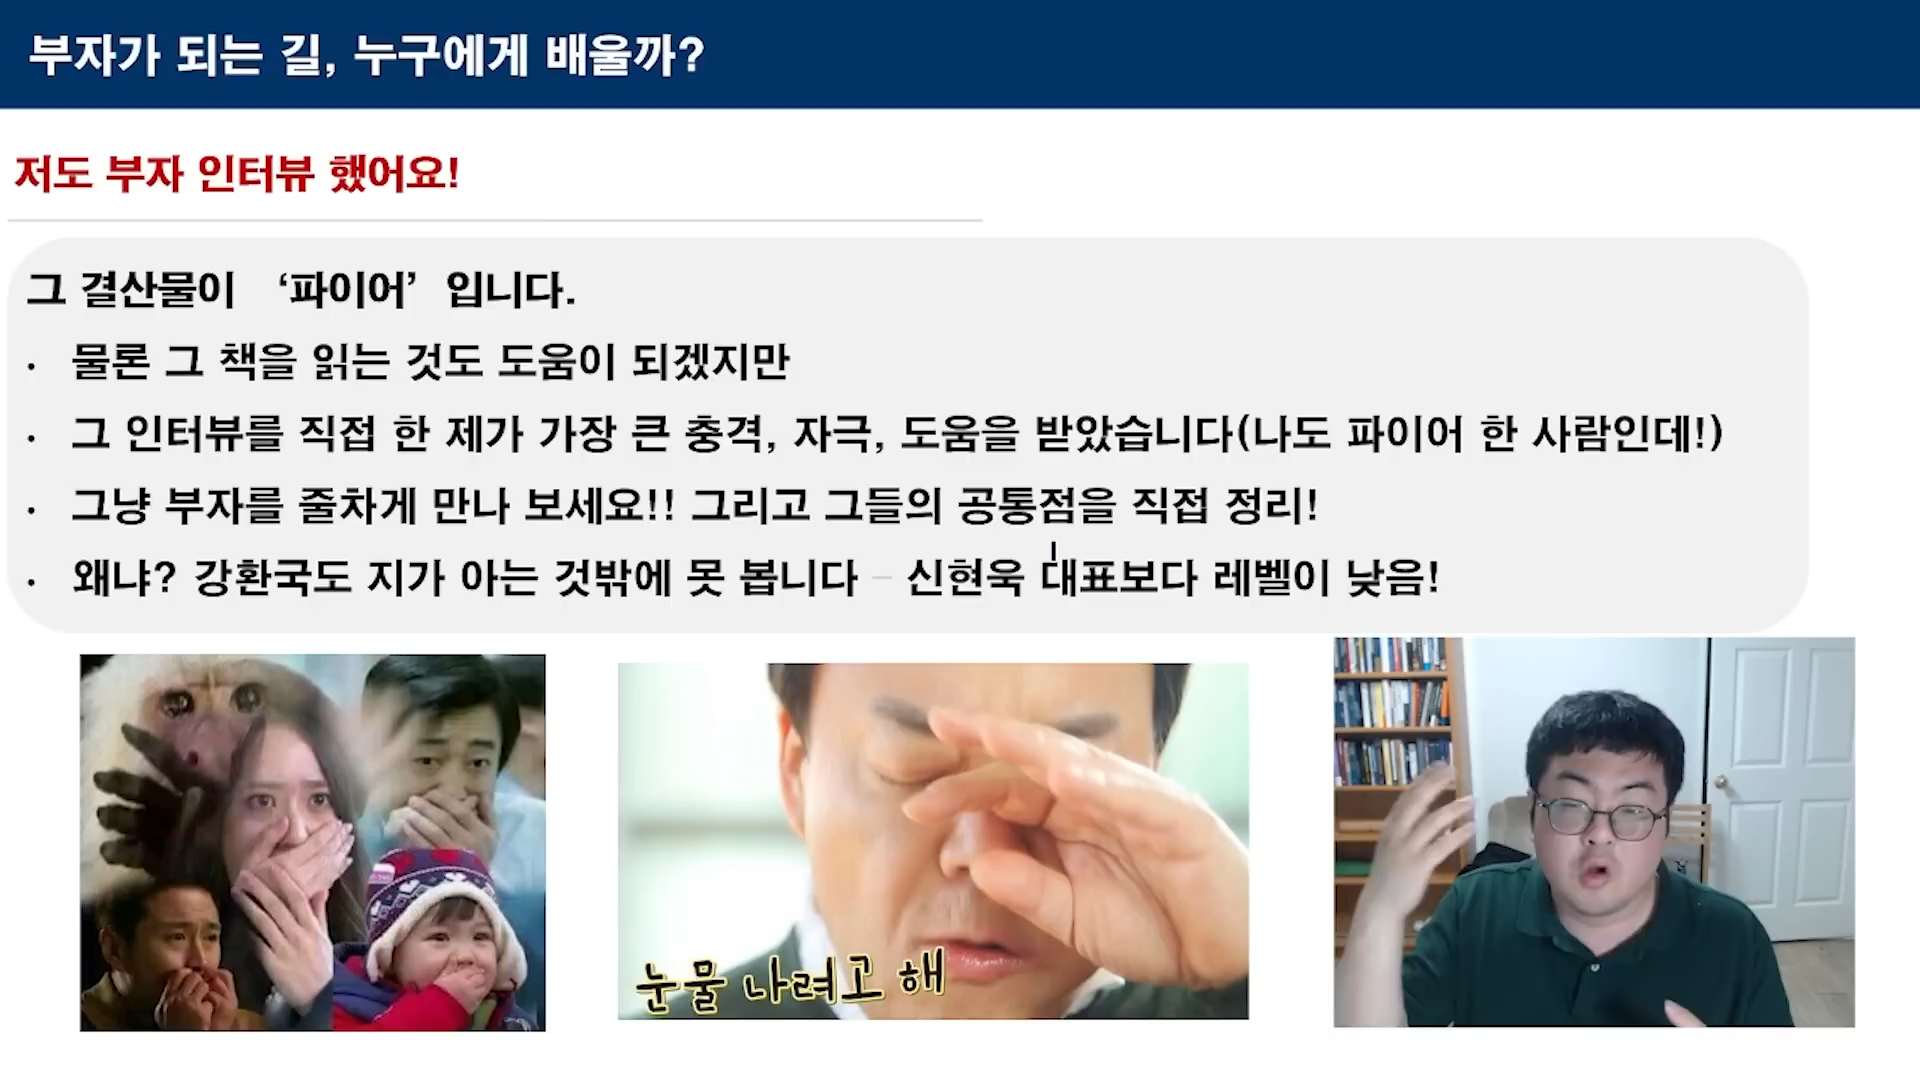 부자가 되는 길, 누구에게 배울까?
저도 부자 인터뷰 했어요!
그 결산물이 ‘파이어’ 입니다.
· 물론 그 책을 읽는 것도 도움이 되겠지만
· 그 인터뷰를 직접 한 제가 가장 큰 충격, 자극, 도움을 받았습니다(나도 파이어 한 사람인데!)
· 그냥 부자를 줄차게 만나 보세요!! 그리고 그들의 공통점을 직접 정리!
· 왜냐? 강환국도 지가 아는 것밖에 못 봅니다 – 신현욱 대표보다 레벨이 낮음!
눈물 나려고 해